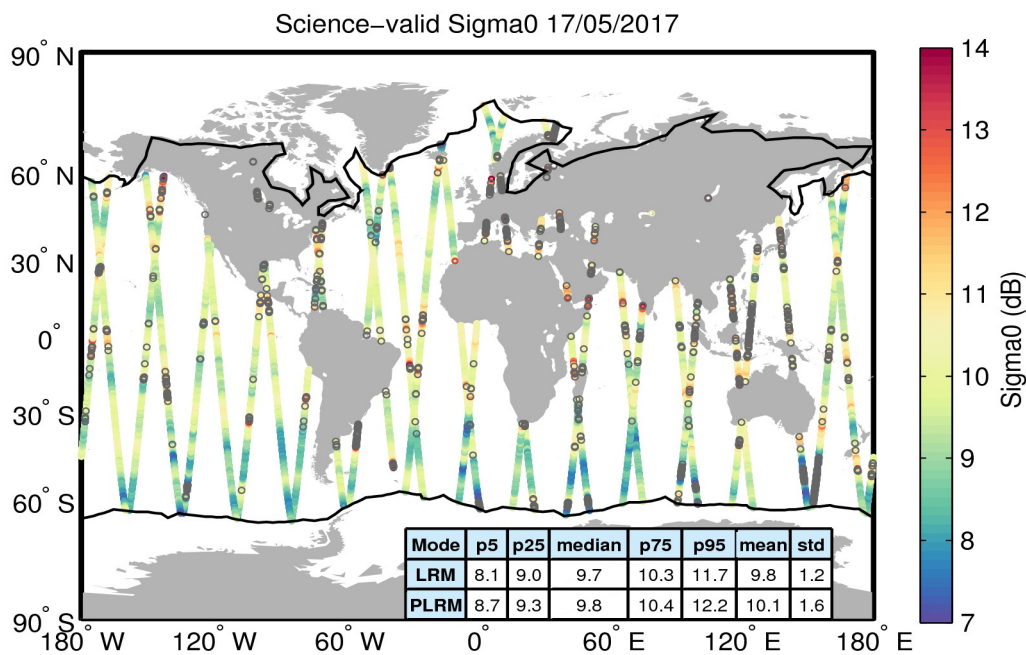 Science−valid Sigma0 17/05/2017
90° N
60° N
30° N
0°
30° S
60° S
90° S
180° W
120° W
60° W
0°
60° E
120° E
180° E
Mode p5 p25 median p75 p95 mean std
LRM 8.1 9.0 9.7 10.3 11.7 9.8 1.2
PLRM 8.7 9.3 9.8 10.4 12.2 10.1 1.6
14
13
12
11
10
9
8
7
Sigma0 (dB)